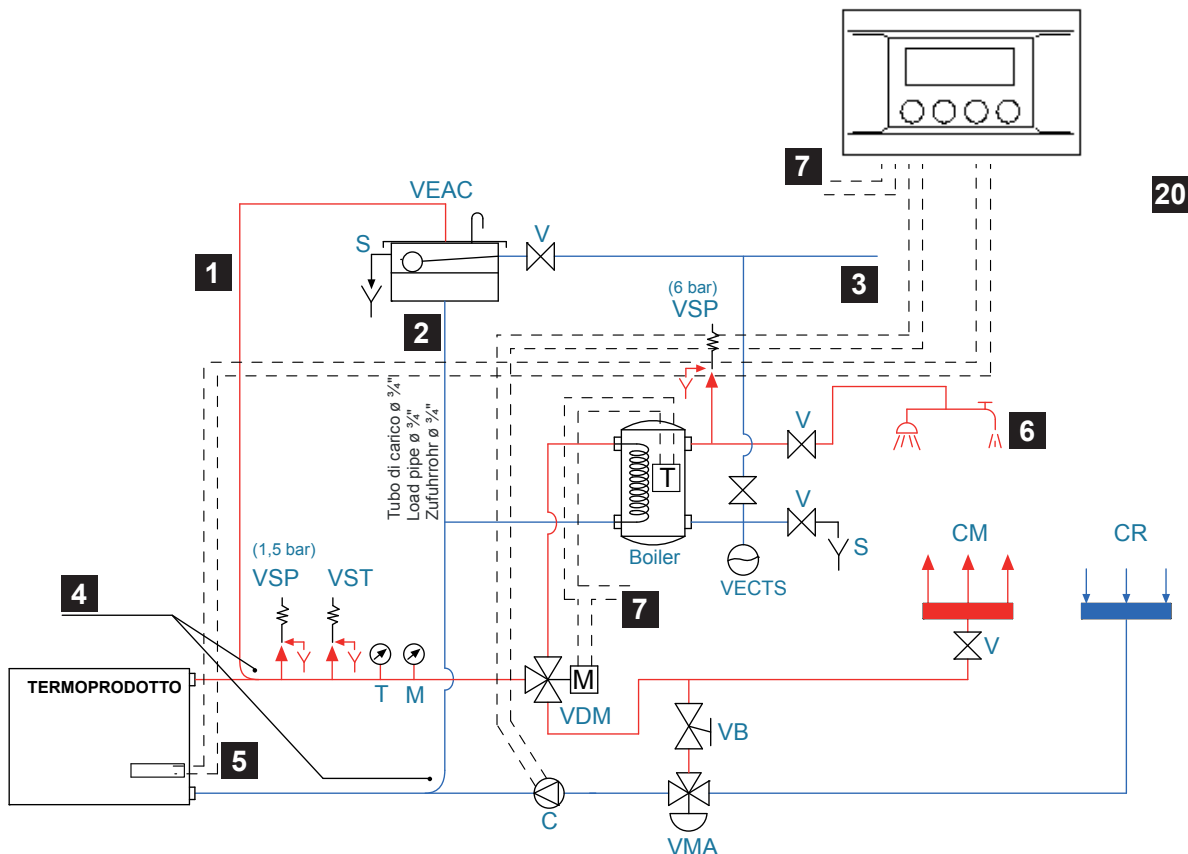 7
20
VEAC
S
V
1
3
(6 bar)
VSP
2
Tubo di carico ø ¾"
Load pipe ø ¾"
Zufuhrrohr ø ¾"
V
6
T
V
Boiler
S
VECTS
CM
CR
(1,5 bar)
VSP
VST
4
7
V
TERMOPRODOTTO
T
M
M
VDM
VB
5
C
VMA